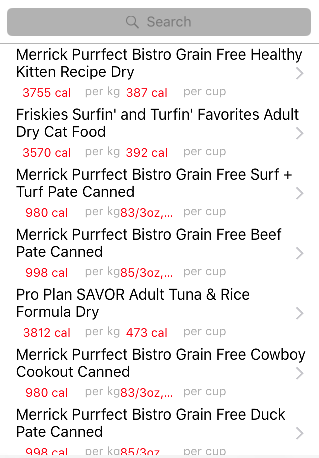 Search
Merrick Purrfect Bistro Grain Free Healthy
Kitten Recipe Dry
3755 cal per kg 387 cal per cup
Friskies Surfin' and Turfin' Favorites Adult
Dry Cat Food
3570 cal per kg 392 cal per cup
Merrick Purrfect Bistro Grain Free Surf +
Turf Pate Canned
980 cal per kg 83/3oz,... per cup
Merrick Purrfect Bistro Grain Free Beef
Pate Canned
998 cal per kg 85/3oz,... per cup
Pro Plan SAVOR Adult Tuna & Rice
Formula Dry
3812 cal per kg 473 cal per cup
Merrick Purrfect Bistro Grain Free Cowboy
Cookout Canned
980 cal per kg 83/3oz,... per cup
Merrick Purrfect Bistro Grain Free Duck
Pate Canned
998 cal per kg 85/3oz,... per cup